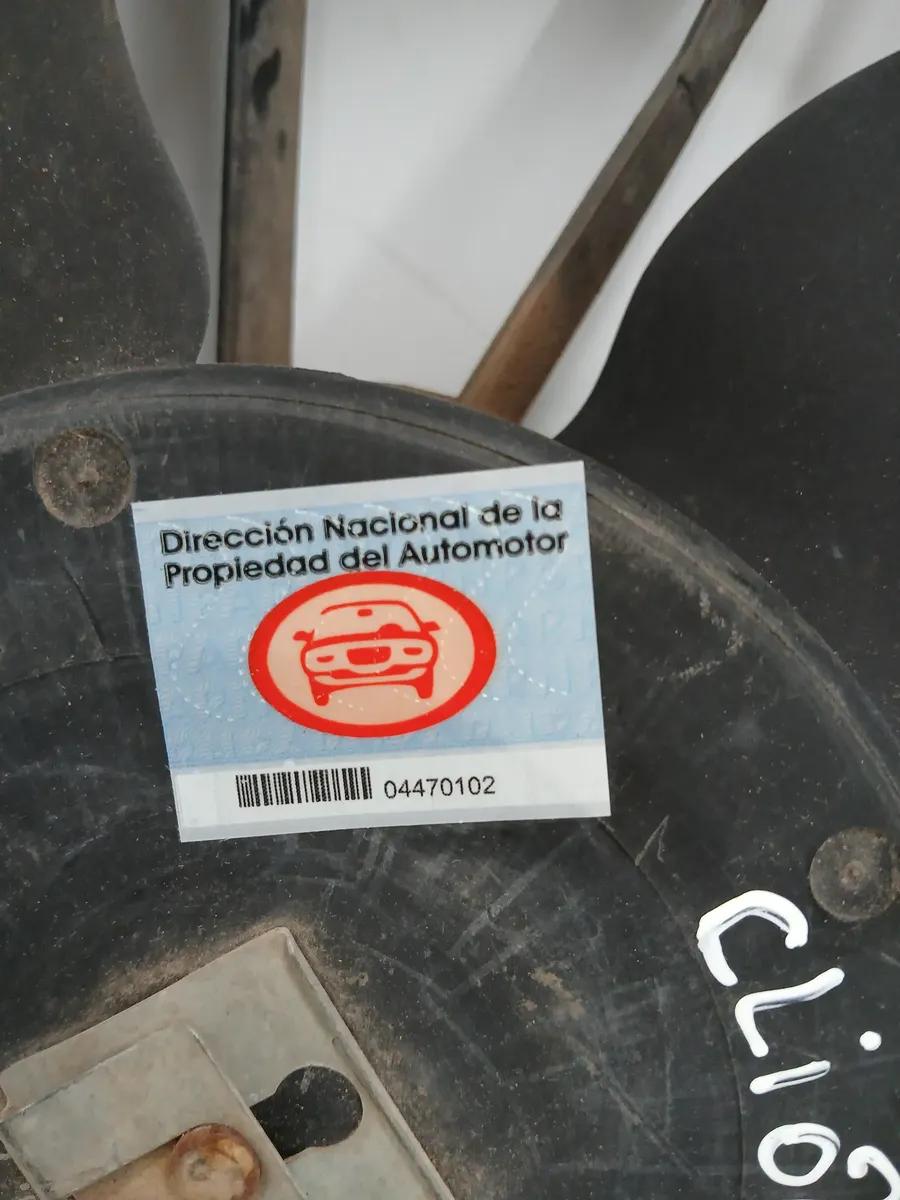 Dirección Nacional de la
Propiedad del Automotor
04470102
CLiO